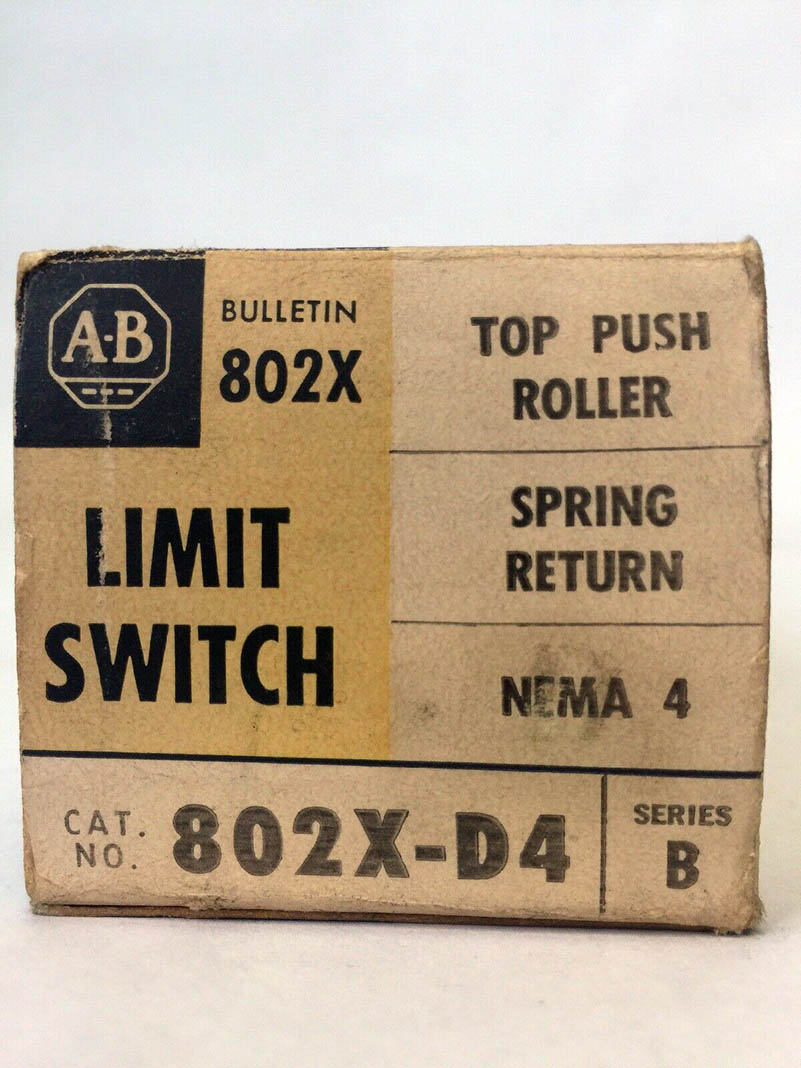 A-B
BULLETIN
802X
LIMIT
SWITCH
TOP PUSH
ROLLER
SPRING
RETURN
NEMA 4
CAT.
NO.
802X-D4
SERIES
B